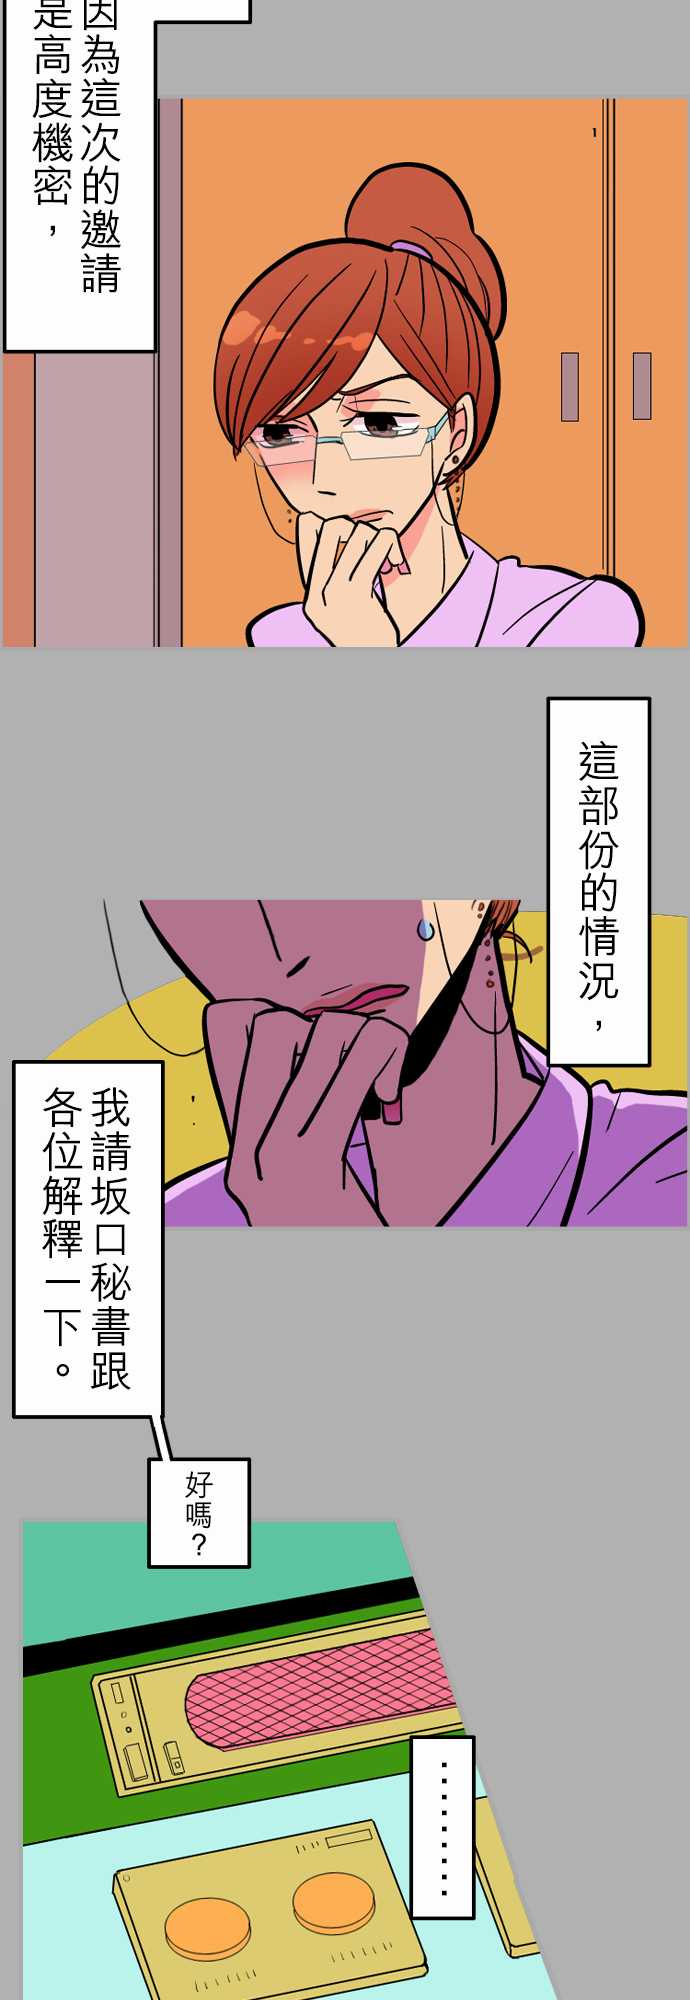 因為這次的邀請
是高度機密，
這部份的情況，
我請坂口秘書跟
各位解釋一下。
好嗎？
………